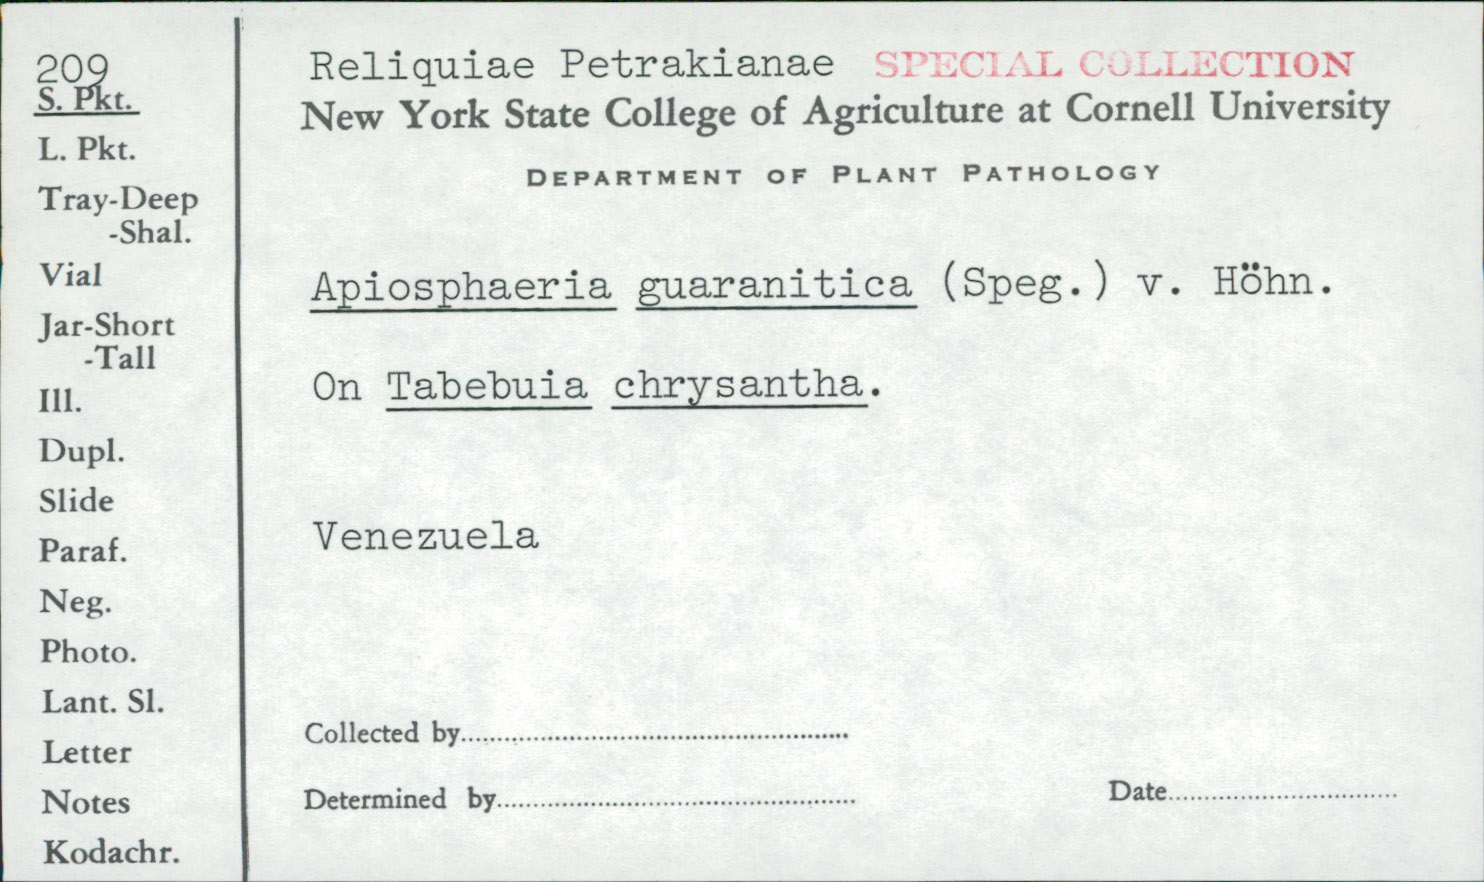 209
S. Pkt.
L. Pkt.
Tray-Deep
-Shal.
Vial
Jar-Short
-Tall
Ill.
Dupl.
Slide
Paraf.
Neg.
Photo.
Lant. Sl.
Letter
Notes
Kodachr.
Reliquiae Petrakianae SPECIAL COLLECTION
New York State College of Agriculture at Cornell University
DEPARTMENT OF PLANT PATHOLOGY
Apiosphaeria guaranitica (Speg.) v. Höhn.
On Tabebuia chrysantha.
Venezuela
Collected by
Determined by
Date